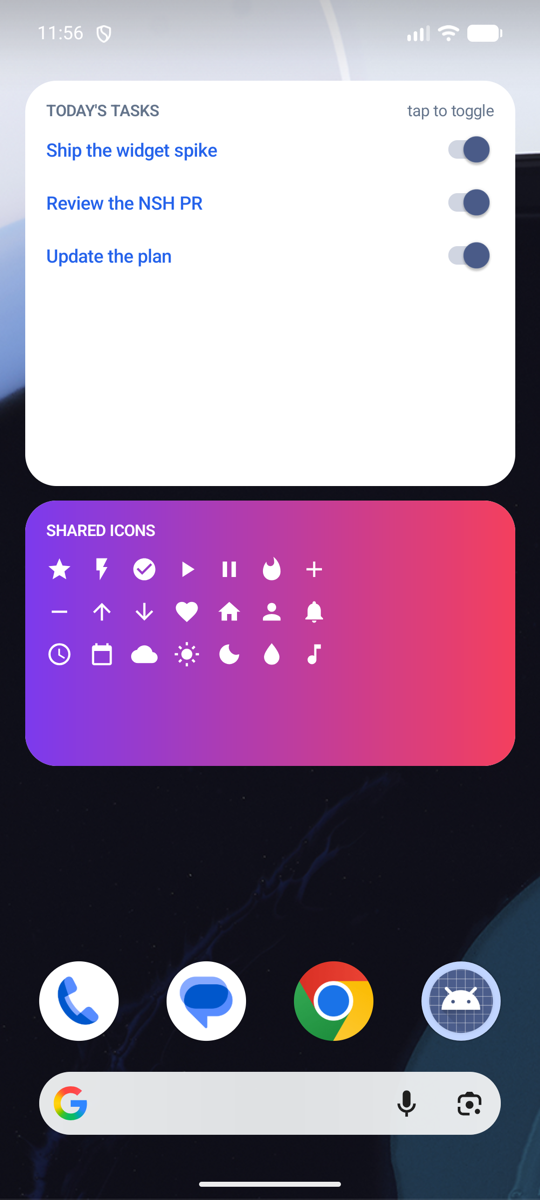 11:56
TODAY'S TASKS
tap to toggle
Ship the widget spike
Review the NSH PR
Update the plan
SHARED ICONS